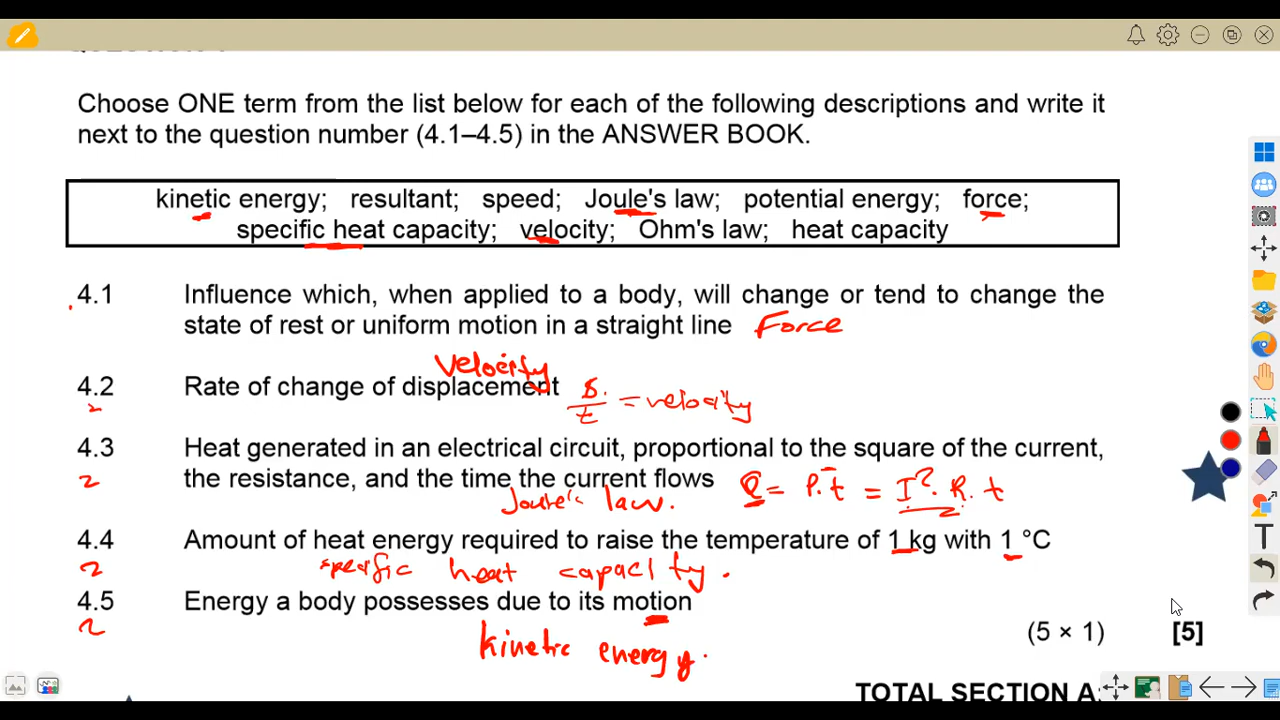 Choose ONE term from the list below for each of the following descriptions and write it
next to the question number (4.1–4.5) in the ANSWER BOOK.
kinetic energy; resultant; speed; Joule's law; potential energy; force;
specific heat capacity; velocity; Ohm's law; heat capacity
4.1 Influence which, when applied to a body, will change or tend to change the
state of rest or uniform motion in a straight line Force
velocity
4.2 Rate of change of displacement s/t = velocity
2
4.3 Heat generated in an electrical circuit, proportional to the square of the current,
2 the resistance, and the time the current flows Q = P.t = I².R.t
Joule's law.
4.4 Amount of heat energy required to raise the temperature of 1 kg with 1 °C
2 specific heat capacity.
4.5 Energy a body possesses due to its motion
2 (5 × 1) [5]
kinetic energy.
TOTAL SECTION A:
T